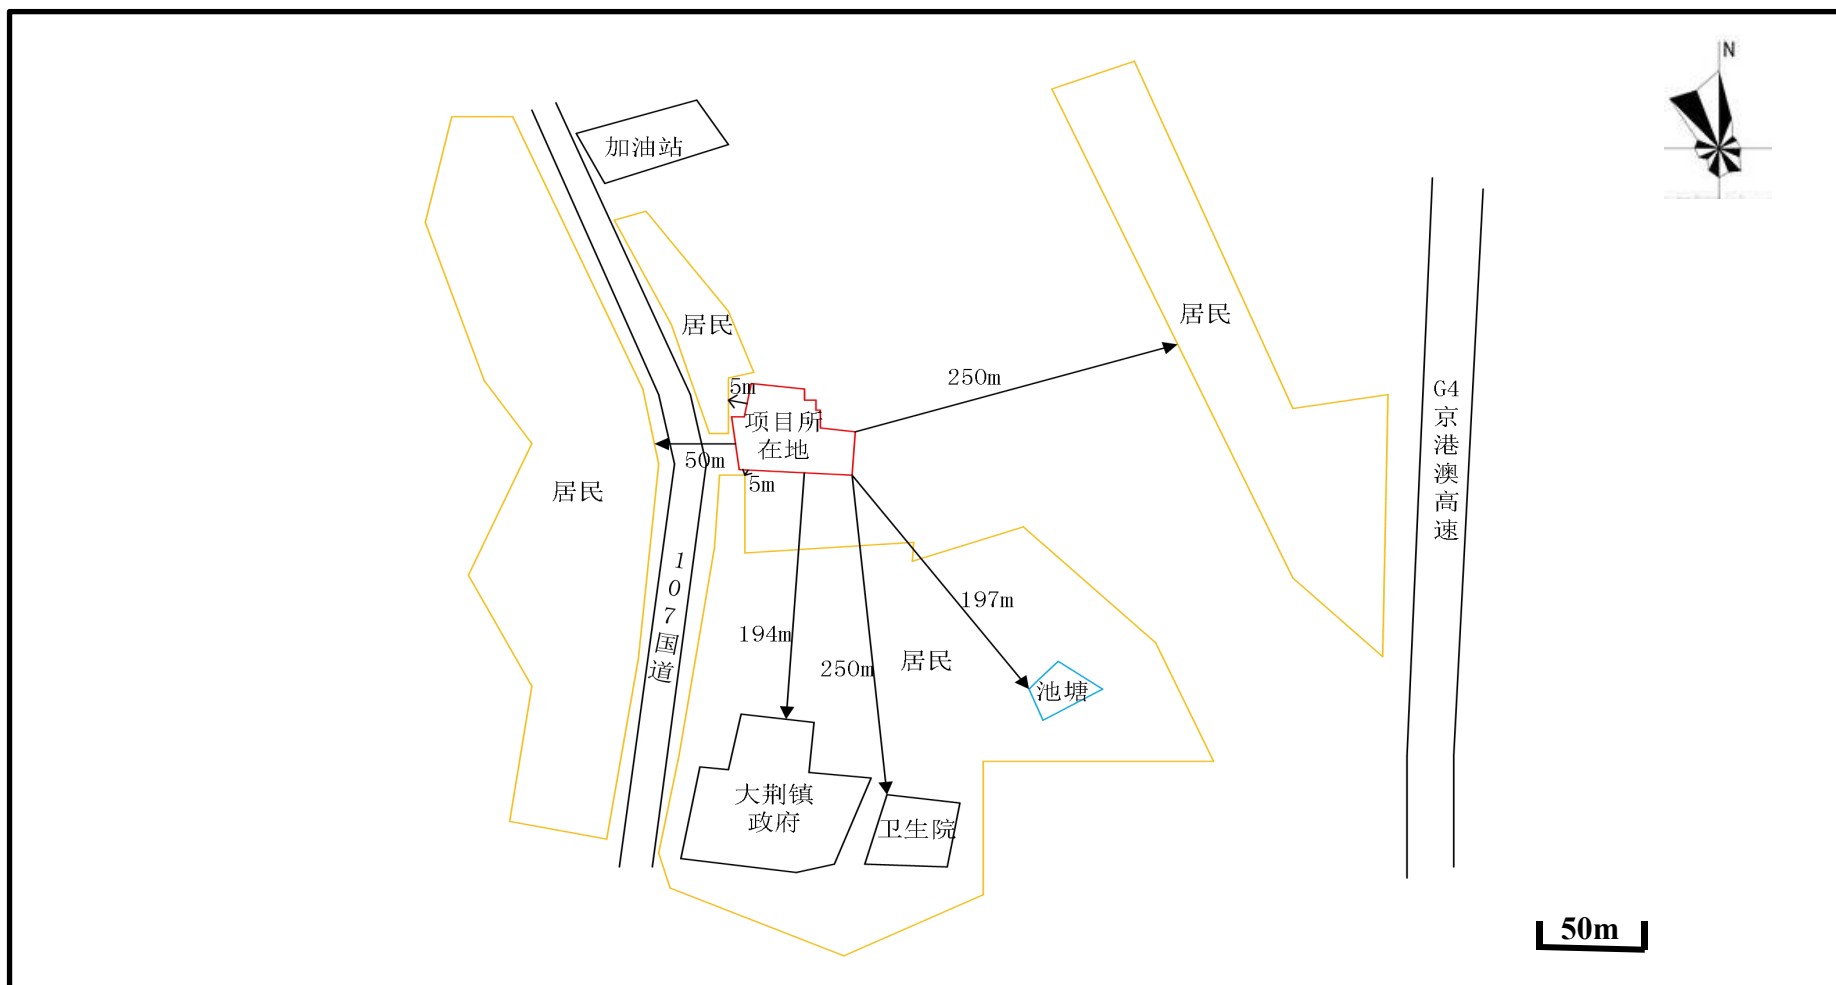 N
加油站
居民
居民
250m
5m
项目所
在地
G4
京
港
澳
高
速
50m
5m
居民
1
0
7
国
道
197m
194m
250m
居民
池塘
大荆镇
政府
卫生院
50m